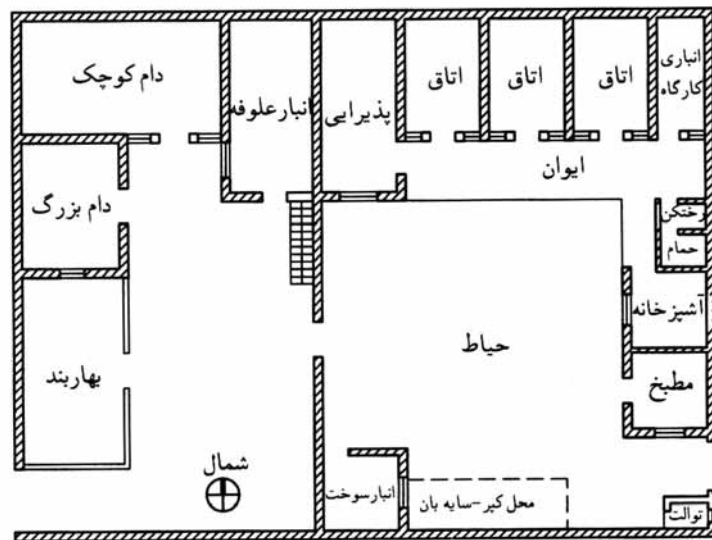 انباری
کارگاه
اتاق
اتاق
اتاق
پذیرایی
انبارعلوفه
دام کوچک
ایوان
رختکن
حمام
دام بزرگ
آشپزخانه
حیاط
بهاربند
مطبخ
شمال
انبارسوخت
محل کپر-سایه بان
توالت